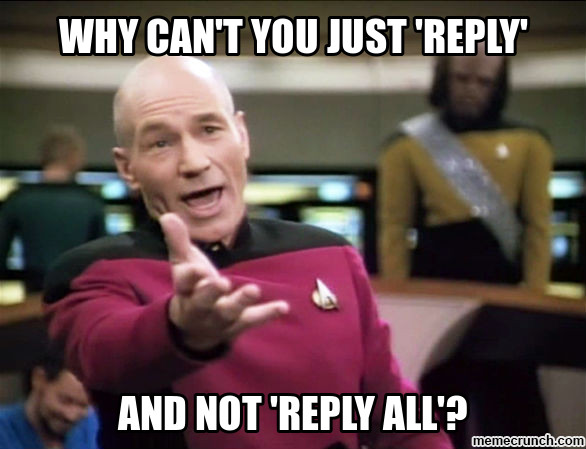 WHY CAN'T YOU JUST 'REPLY'
AND NOT 'REPLY ALL'?
memecrunch.com